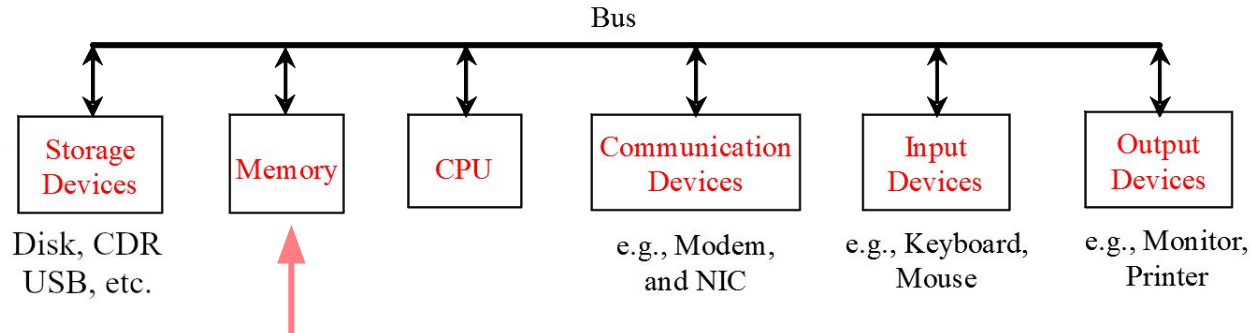 Bus
Storage
Devices
Memory
CPU
Communication
Devices
Input
Devices
Output
Devices
Disk, CDR
USB, etc.
e.g., Modem,
and NIC
e.g., Keyboard,
Mouse
e.g., Monitor,
Printer